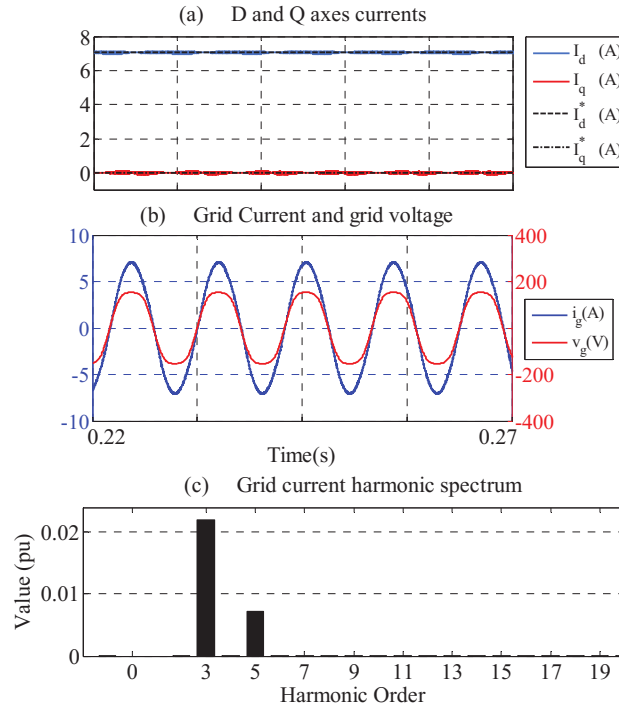 (a) D and Q axes currents
8
6
4
2
0
I_d (A)
I_q (A)
I_d^* (A)
I_q^* (A)
(b) Grid Current and grid voltage
10
5
0
-5
-10
400
200
0
-200
-400
i_g(A)
v_g(V)
0.22
0.27
Time(s)
(c) Grid current harmonic spectrum
Value (pu)
0.02
0.01
0
0 3 5 7 9 11 13 15 17 19
Harmonic Order